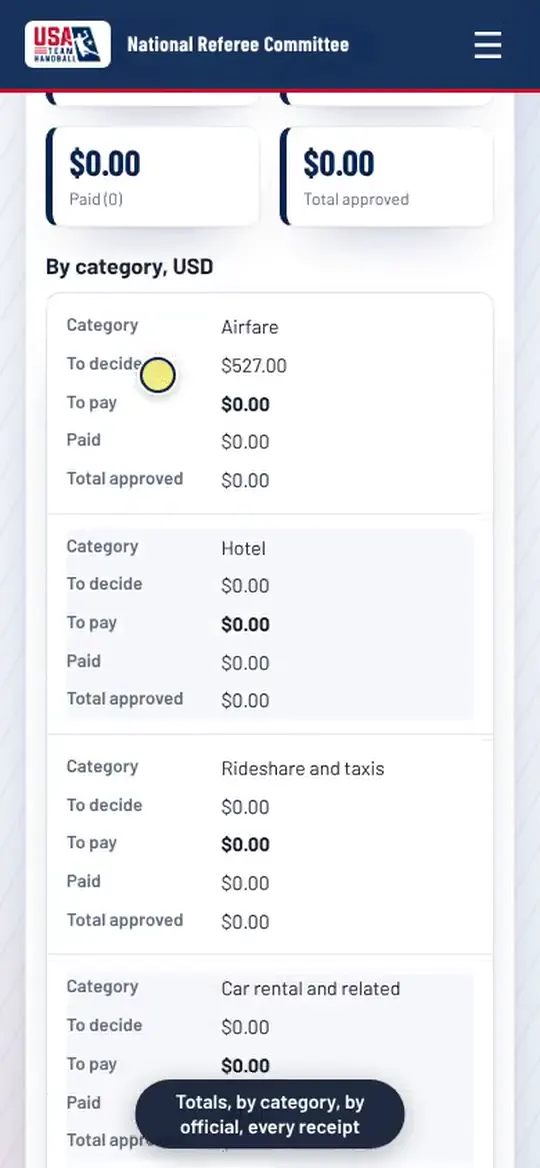 USA
TEAM
HANDBALL
National Referee Committee
$0.00
Paid (0)
$0.00
Total approved
By category, USD
Category Airfare
To decide $527.00
To pay $0.00
Paid $0.00
Total approved $0.00
Category Hotel
To decide $0.00
To pay $0.00
Paid $0.00
Total approved $0.00
Category Rideshare and taxis
To decide $0.00
To pay $0.00
Paid $0.00
Total approved $0.00
Category Car rental and related
To decide $0.00
To pay $0.00
Paid
Total appr
Totals, by category, by
official, every receipt